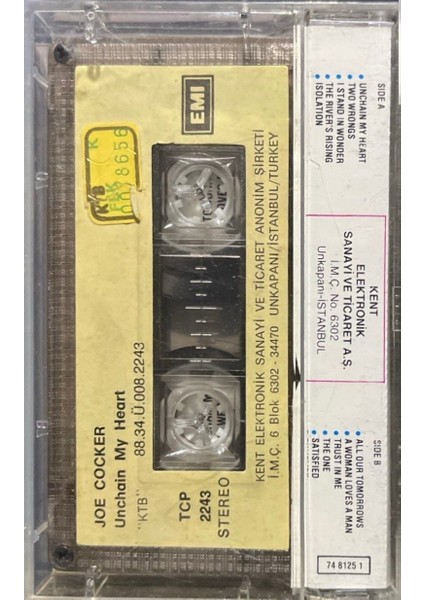 SIDE A
UNCHAIN MY HEART
TWO WRONGS
I STAND IN WONDER
THE RIVER'S RISING
ISOLATION
KENT
ELEKTRONİK
SANAYİ VE TİCARET A.Ş.
İ.M.Ç. No. 6302
Unkapanı-İSTANBUL
SIDE B
ALL OUR TOMORROWS
A WOMAN LOVES A MAN
TRUST IN ME
THE ONE
SATISFIED
74 8125 1
JOE COCKER
Unchain My Heart
88.34.Ü.008.2243
"KTB"
TCP
2243
STEREO
EMI
KENT ELEKTRONİK SANAYİ VE TİCARET ANONİM ŞİRKETİ
İ.M.Ç. 6 Blok 6302 - 34470 UNKAPANI/İSTANBUL/TURKEY
KTB
K